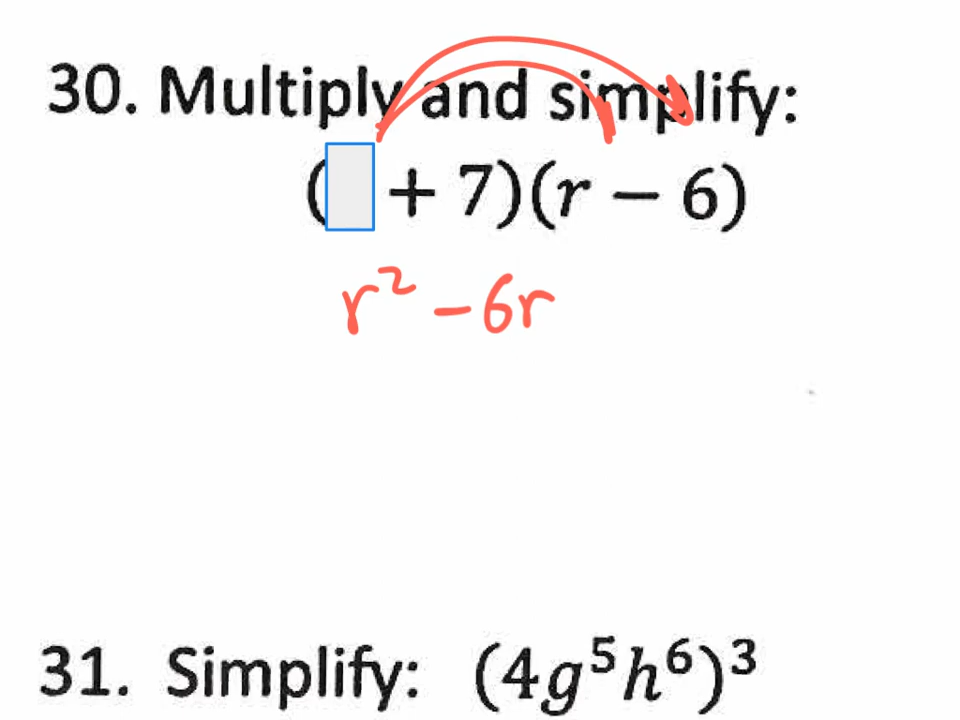 30. Multiply and simplify:
( + 7)(r − 6)
r² − 6r
31. Simplify: (4g⁵h⁶)³